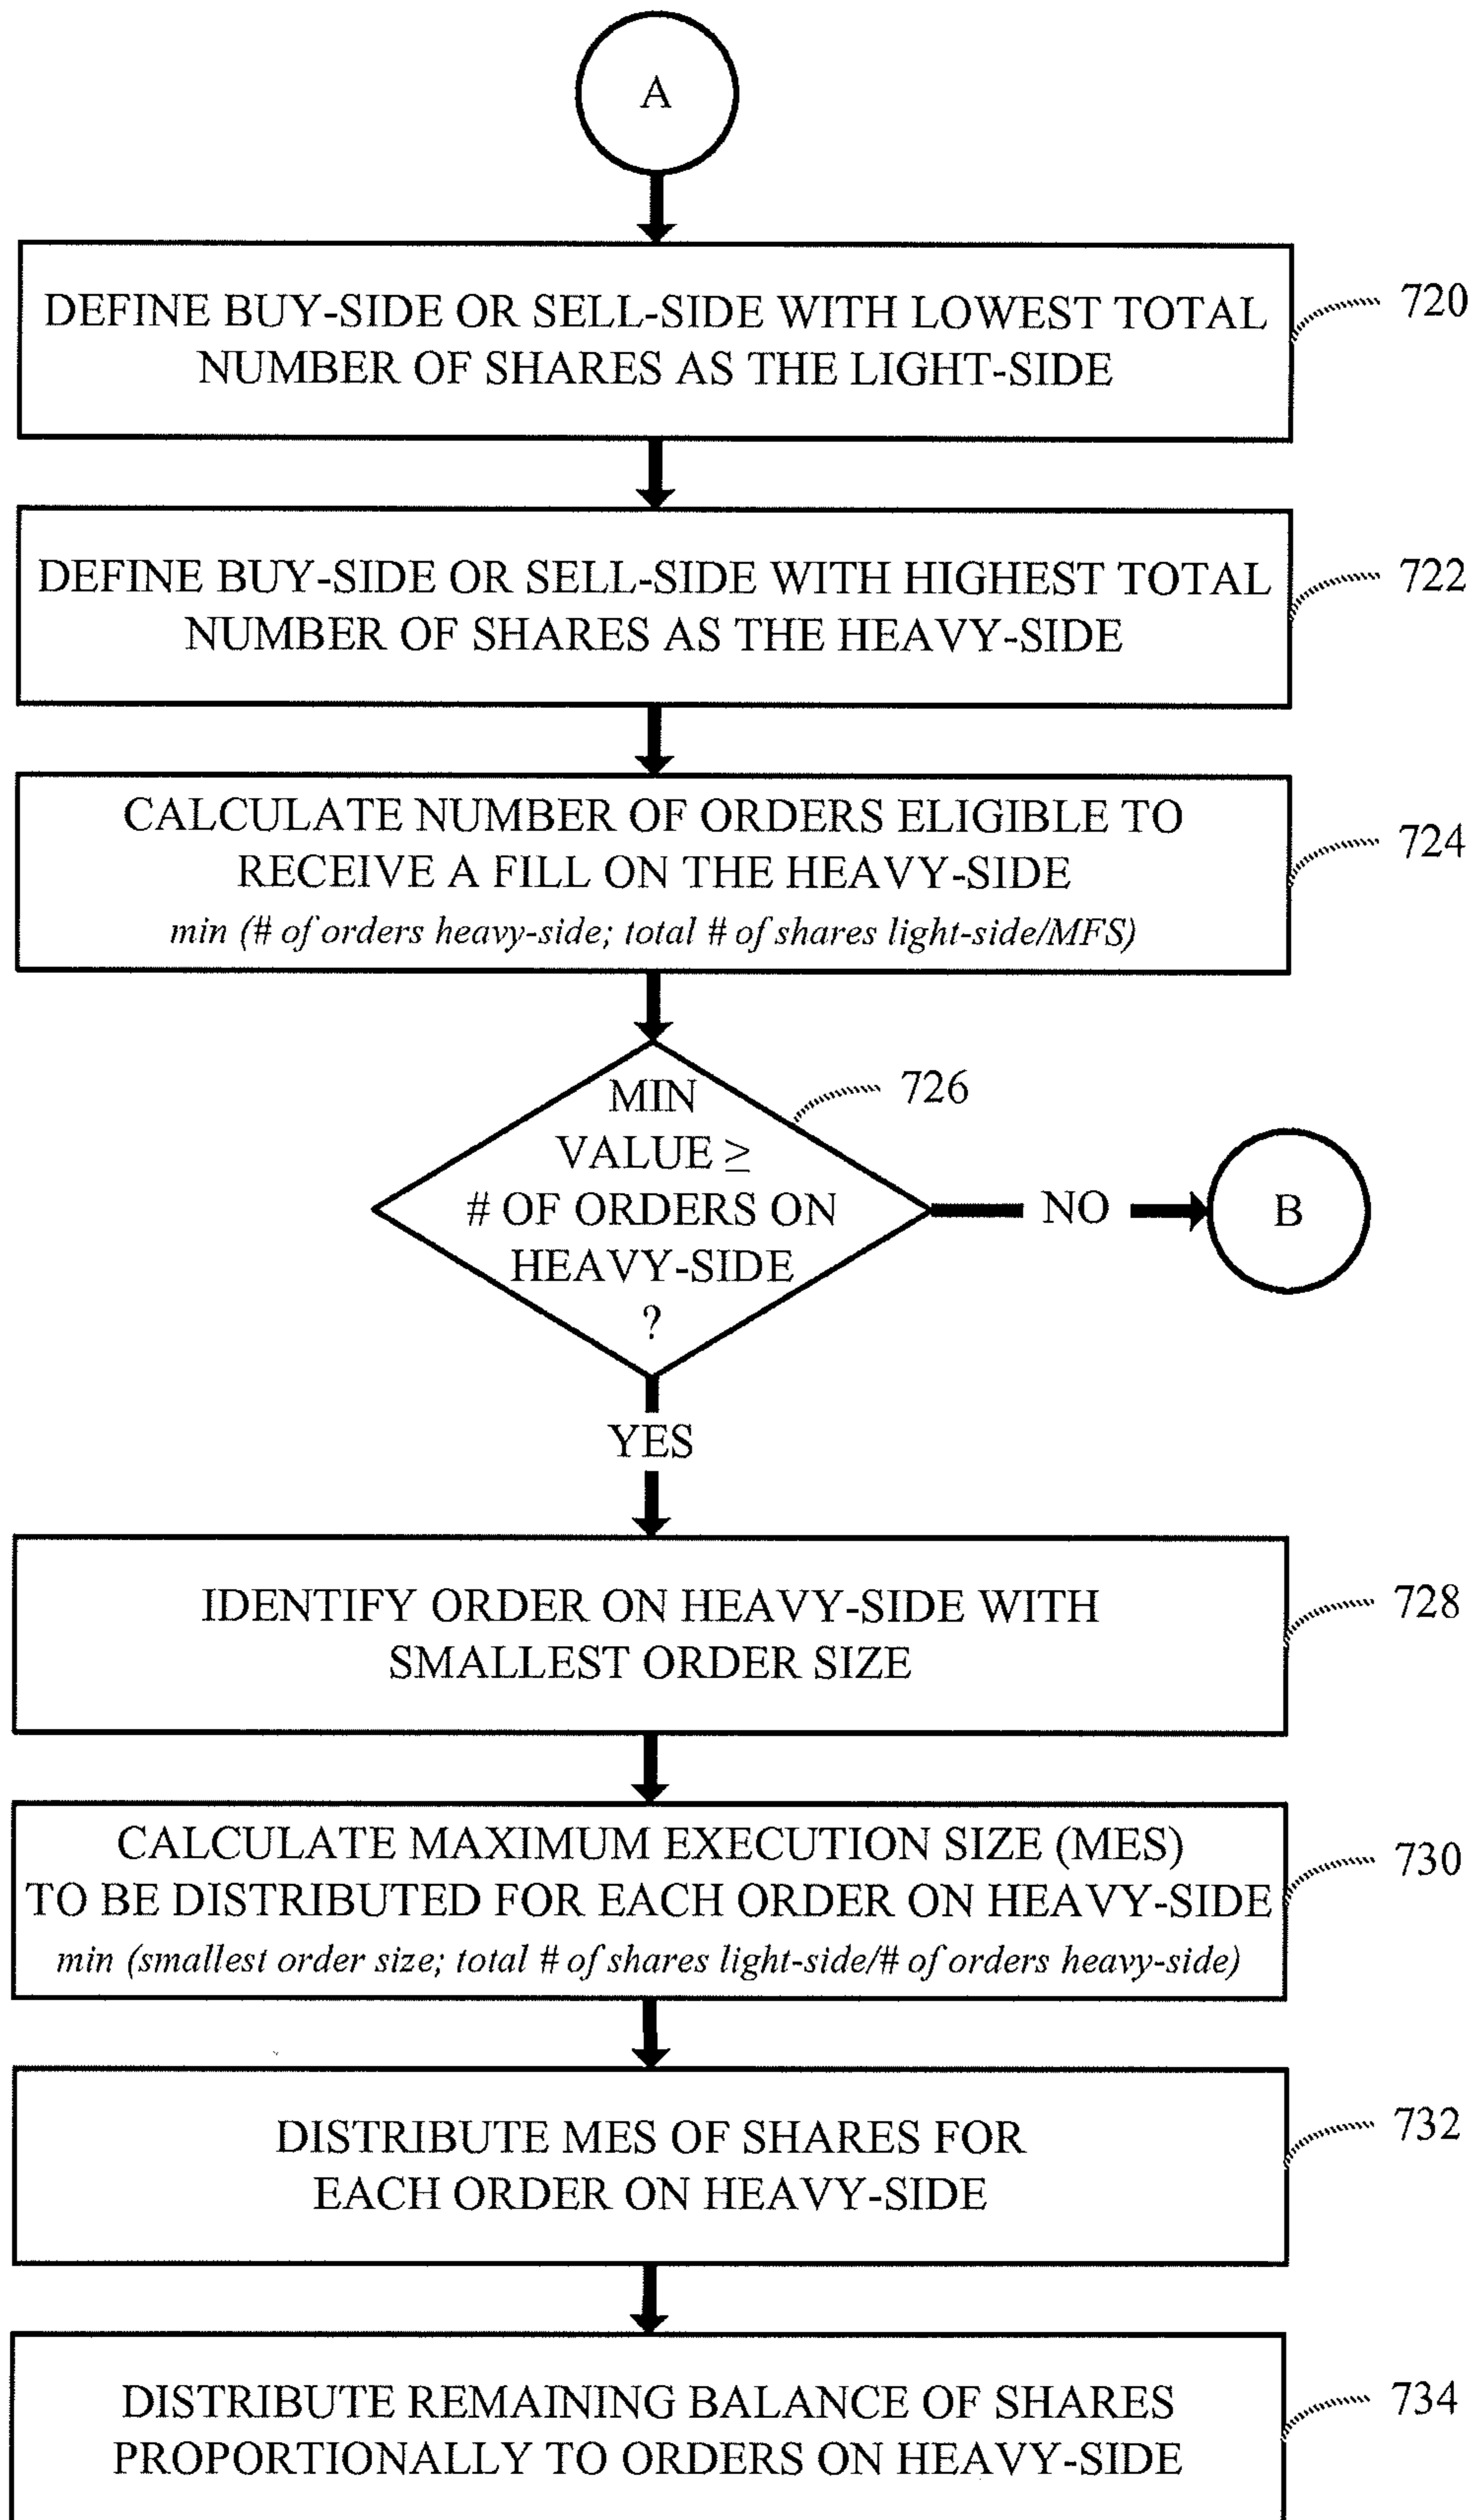 A
DEFINE BUY-SIDE OR SELL-SIDE WITH LOWEST TOTAL
NUMBER OF SHARES AS THE LIGHT-SIDE
720
DEFINE BUY-SIDE OR SELL-SIDE WITH HIGHEST TOTAL
NUMBER OF SHARES AS THE HEAVY-SIDE
722
CALCULATE NUMBER OF ORDERS ELIGIBLE TO
RECEIVE A FILL ON THE HEAVY-SIDE
min (# of orders heavy-side; total # of shares light-side/MFS)
724
MIN
VALUE ≥
# OF ORDERS ON
HEAVY-SIDE
?
726
NO
B
YES
IDENTIFY ORDER ON HEAVY-SIDE WITH
SMALLEST ORDER SIZE
728
CALCULATE MAXIMUM EXECUTION SIZE (MES)
TO BE DISTRIBUTED FOR EACH ORDER ON HEAVY-SIDE
min (smallest order size; total # of shares light-side/# of orders heavy-side)
730
DISTRIBUTE MES OF SHARES FOR
EACH ORDER ON HEAVY-SIDE
732
DISTRIBUTE REMAINING BALANCE OF SHARES
PROPORTIONALLY TO ORDERS ON HEAVY-SIDE
734